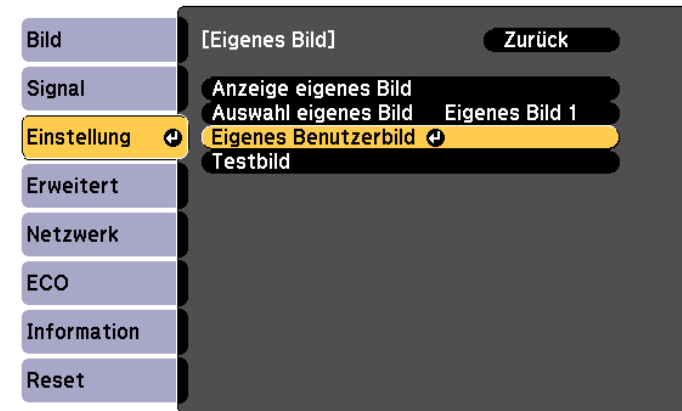 Bild
Signal
Einstellung
Erweitert
Netzwerk
ECO
Information
Reset
[Eigenes Bild] Zurück
Anzeige eigenes Bild
Auswahl eigenes Bild Eigenes Bild 1
Eigenes Benutzerbild
Testbild